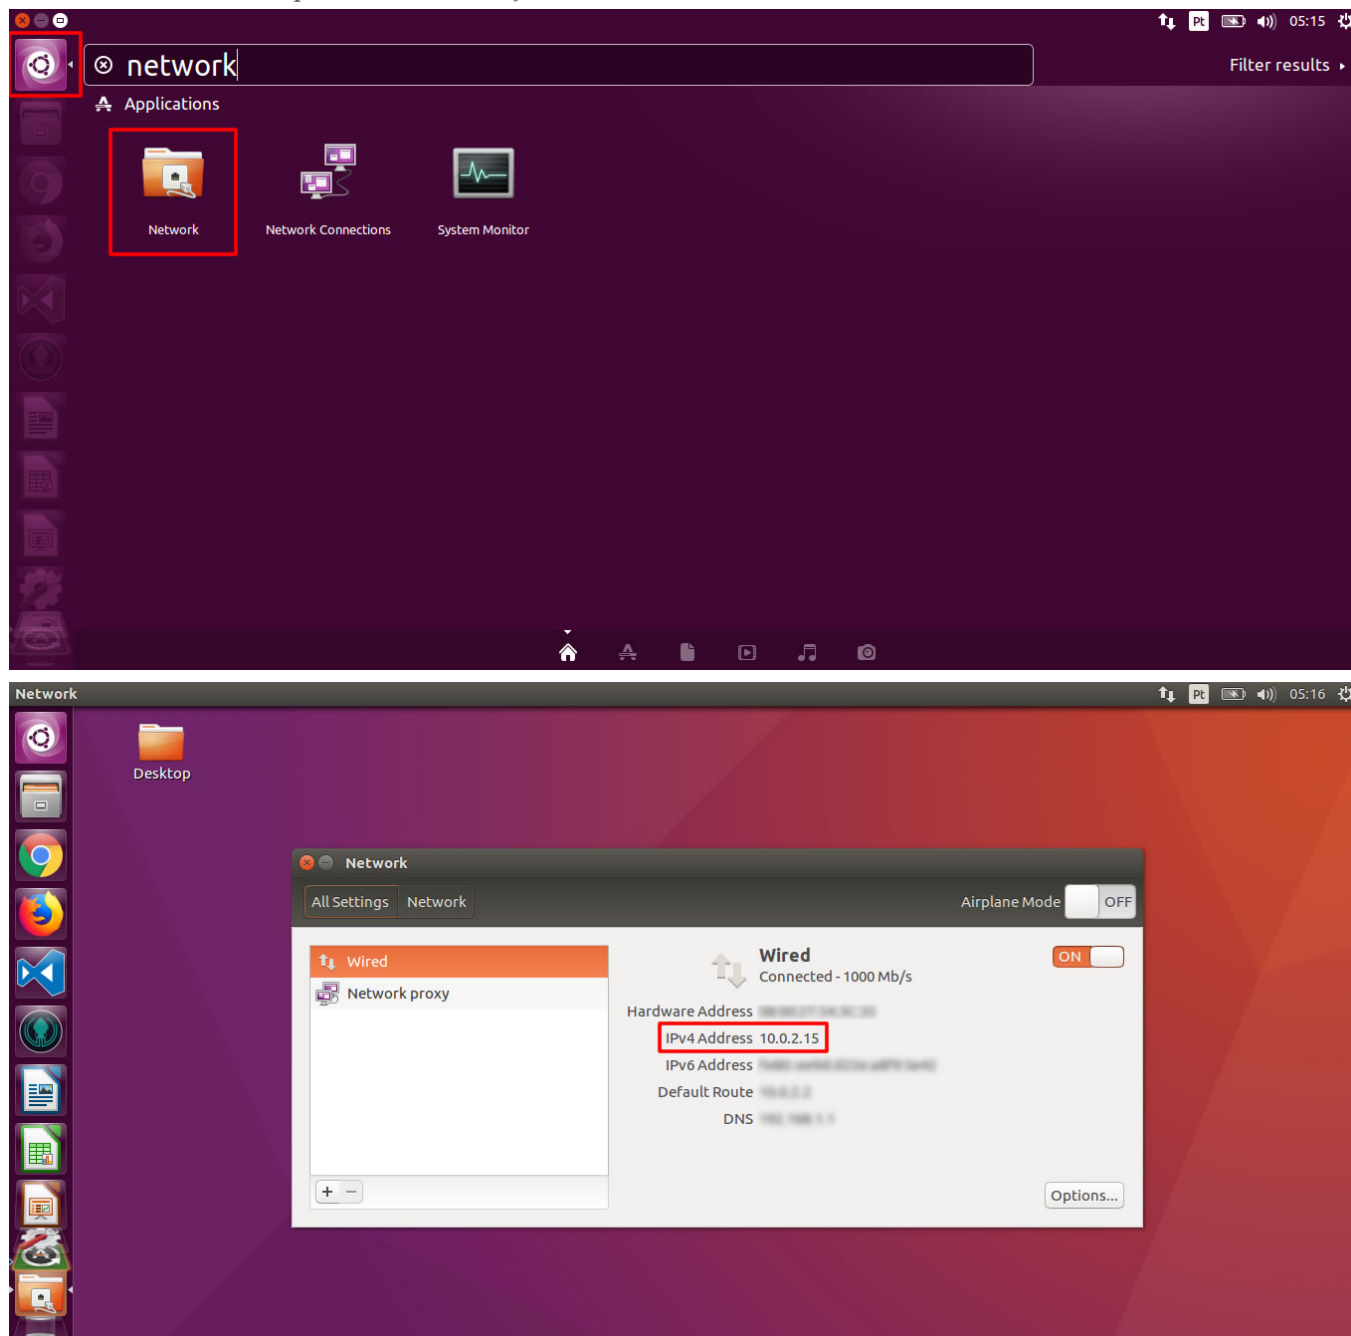 Pt
05:15
network
Filter results
Applications
Network
Network Connections
System Monitor
Network
Pt
05:16
Desktop
Network
All Settings
Network
Airplane Mode
OFF
Wired
Network proxy
Wired
ON
Connected - 1000 Mb/s
Hardware Address
IPv4 Address 10.0.2.15
IPv6 Address
Default Route
DNS
+ -
Options...